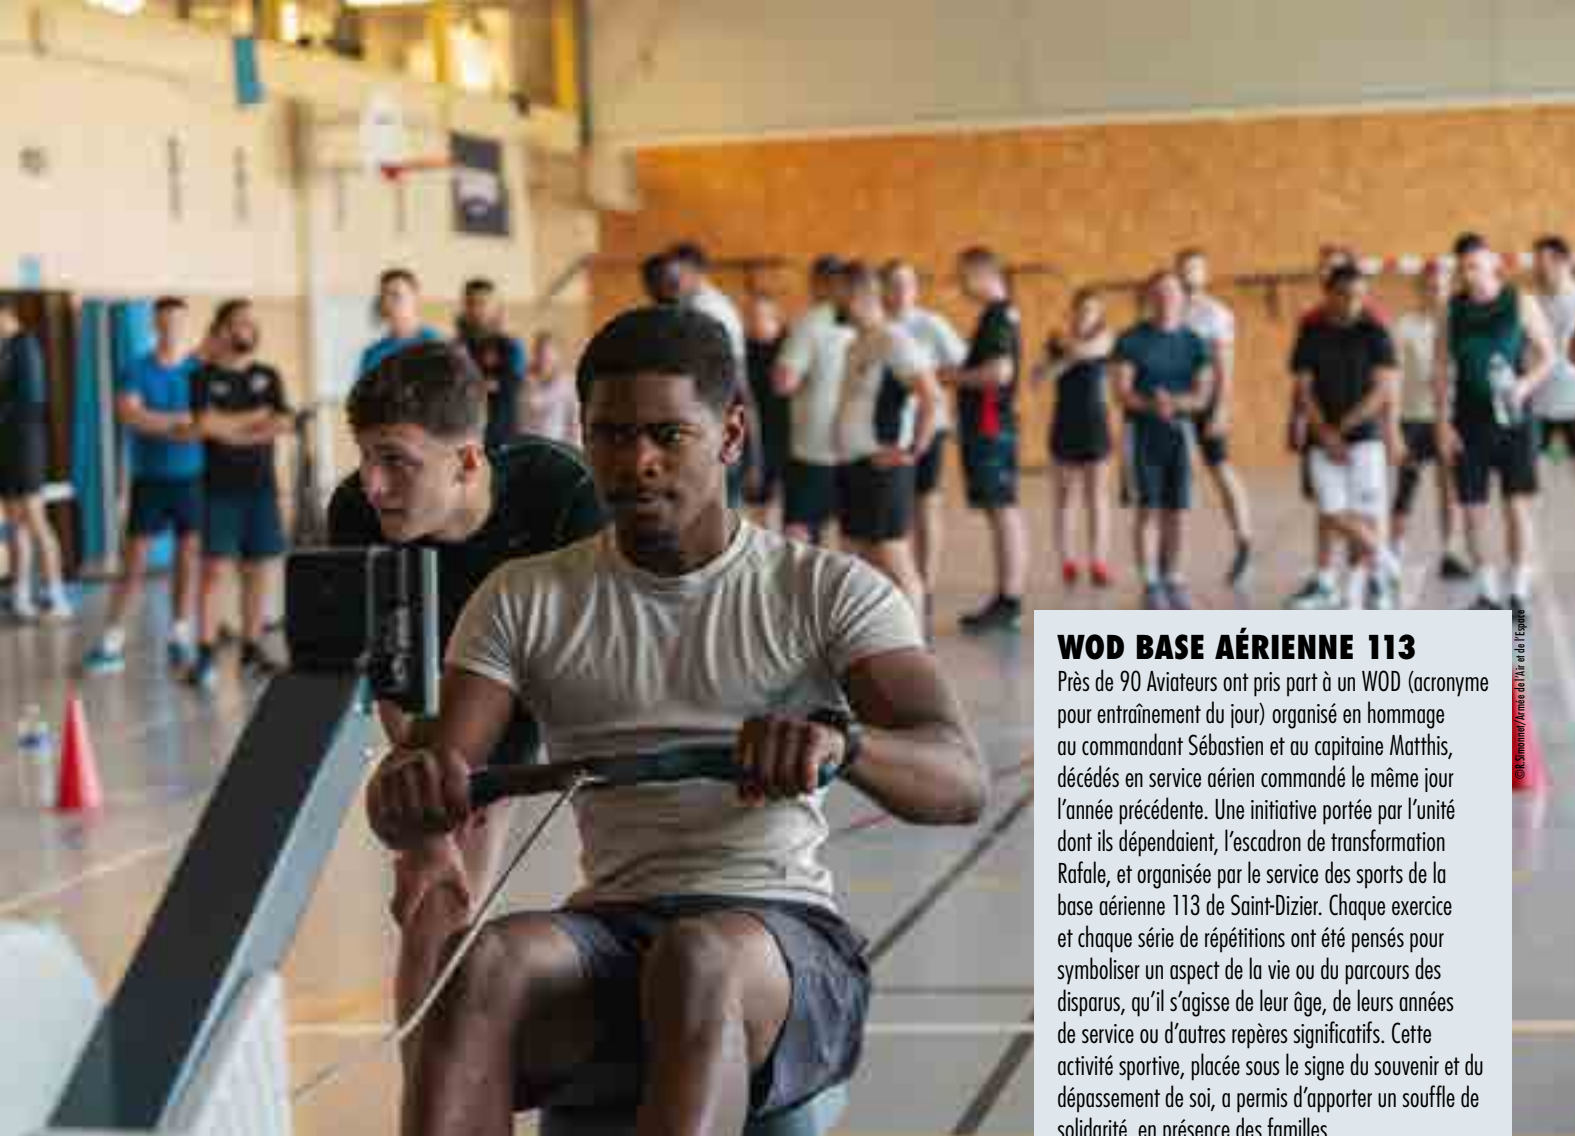 WOD BASE AÉRIENNE 113
Près de 90 Aviateurs ont pris part à un WOD (acronyme
pour entraînement du jour) organisé en hommage
au commandant Sébastien et au capitaine Matthis,
décédés en service aérien commandé le même jour
l'année précédente. Une initiative portée par l'unité
dont ils dépendaient, l'escadron de transformation
Rafale, et organisée par le service des sports de la
base aérienne 113 de Saint-Dizier. Chaque exercice
et chaque série de répétitions ont été pensés pour
symboliser un aspect de la vie ou du parcours des
disparus, qu'il s'agisse de leur âge, de leurs années
de service ou d'autres repères significatifs. Cette
activité sportive, placée sous le signe du souvenir et du
dépassement de soi, a permis d'apporter un souffle de
solidarité, en présence des familles
©R.Simonnet/Armée de l'Air et de l'Espace